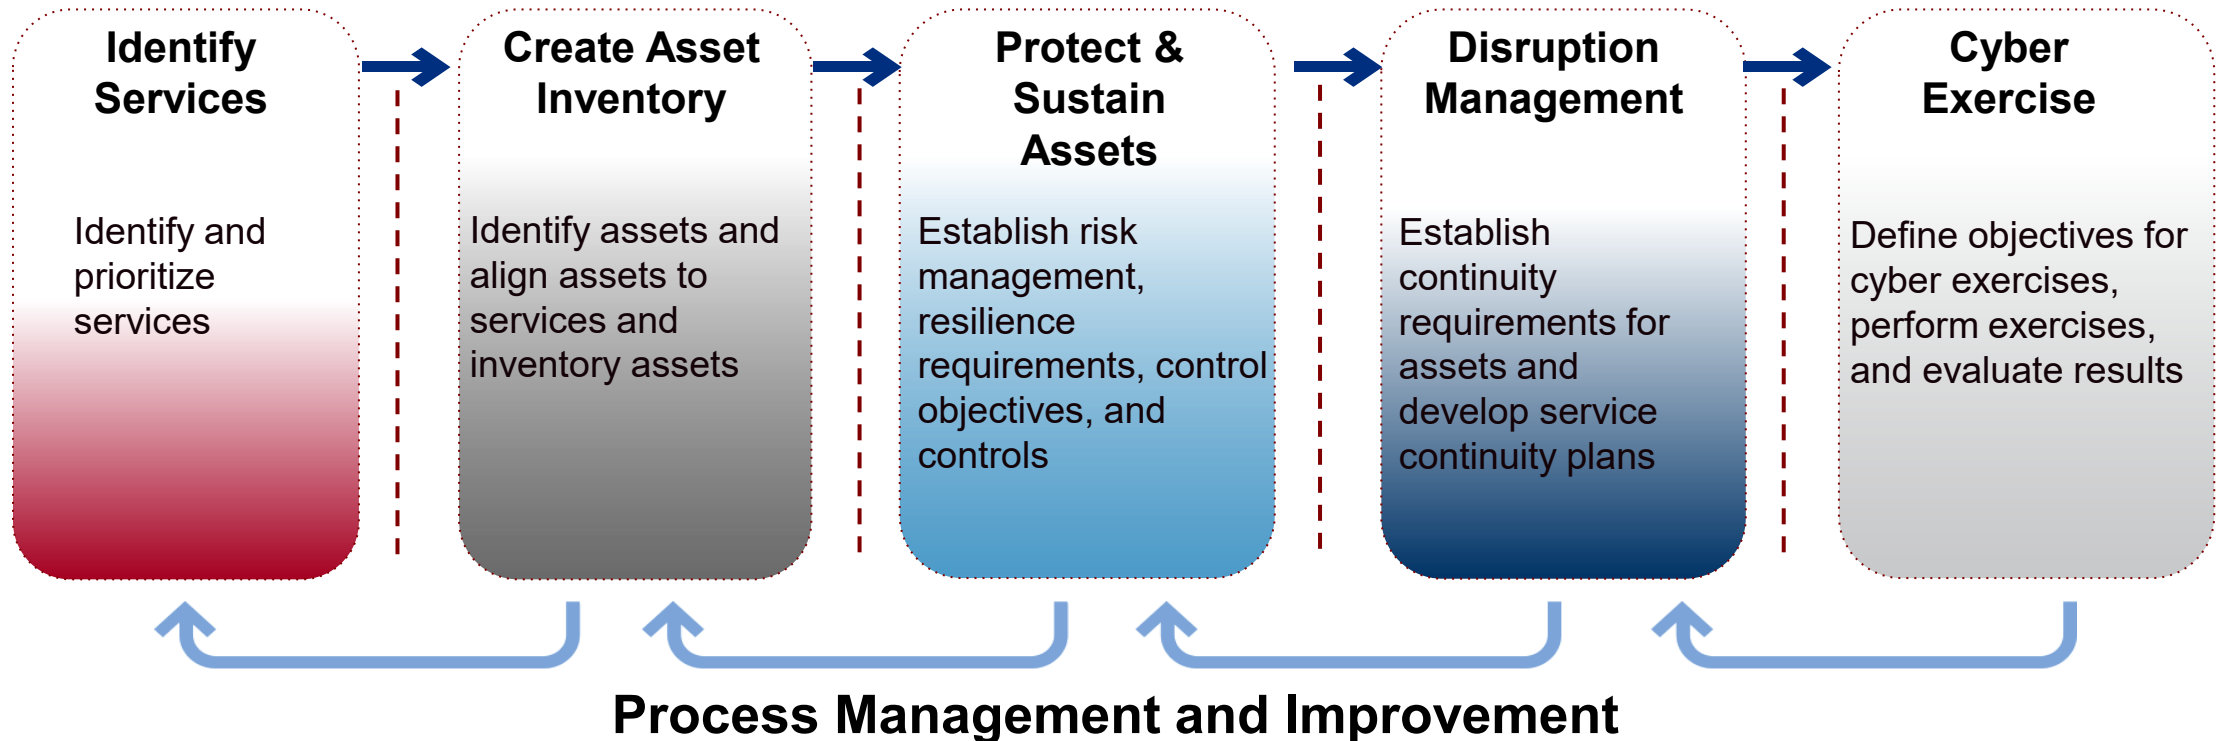 Identify
Services
Identify and
prioritize
services
Create Asset
Inventory
Identify assets and
align assets to
services and
inventory assets
Protect &
Sustain
Assets
Establish risk
management,
resilience
requirements, control
objectives, and
controls
Disruption
Management
Establish
continuity
requirements for
assets and
develop service
continuity plans
Cyber
Exercise
Define objectives for
cyber exercises,
perform exercises,
and evaluate results
Process Management and Improvement